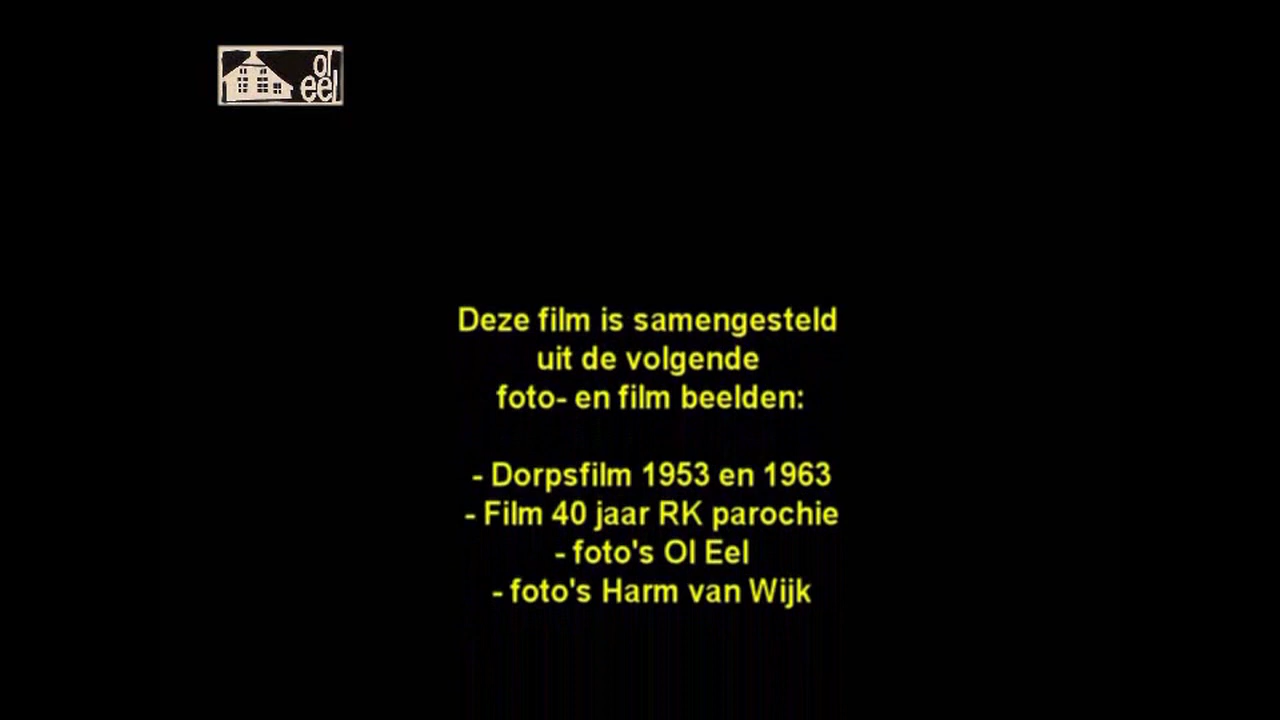 ol
eel
Deze film is samengesteld
uit de volgende
foto- en film beelden:
- Dorpsfilm 1953 en 1963
- Film 40 jaar RK parochie
- foto's Ol Eel
- foto's Harm van Wijk